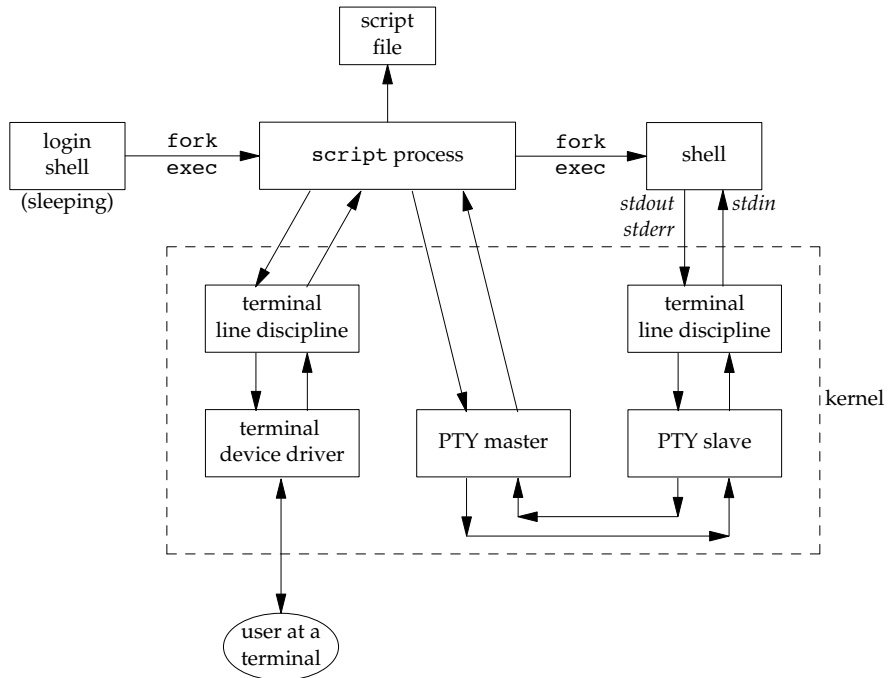 script
file
login
shell
(sleeping)
fork
exec
script process
fork
exec
shell
stdout
stderr
stdin
terminal
line discipline
terminal
line discipline
kernel
terminal
device driver
PTY master
PTY slave
user at a
terminal